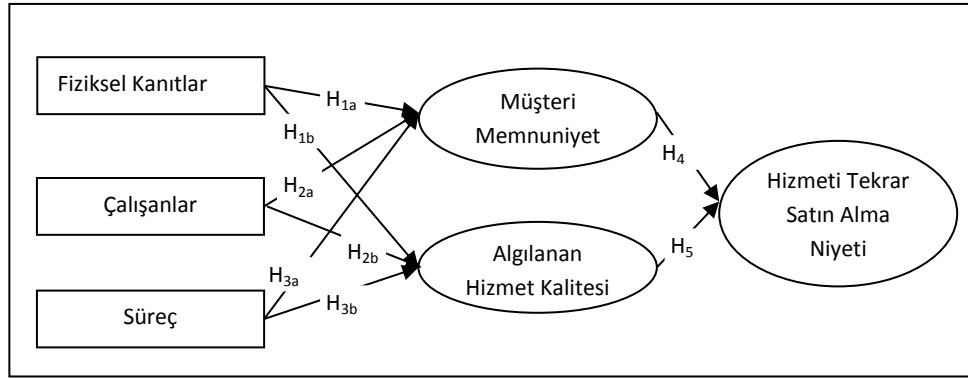 Fiziksel Kanıtlar
H1a
H1b
Çalışanlar
H2a
H2b
Süreç
H3a
H3b
Müşteri
Memnuniyet
Algılanan
Hizmet Kalitesi
H4
H5
Hizmeti Tekrar
Satın Alma
Niyeti